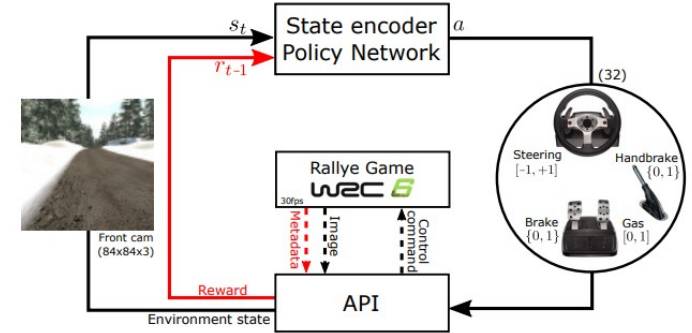 s_t
r_{t-1}
State encoder
Policy Network
a
(32)
Steering
[-1, +1]
Handbrake
{0, 1}
Brake
{0, 1}
Gas
[0, 1]
Rallye Game
WRC 6
30fps
Metadata
Image
Control
command
Front cam
(84x84x3)
Reward
Environment state
API